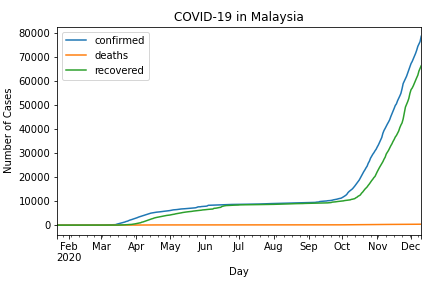 COVID-19 in Malaysia
confirmed
deaths
recovered
Number of Cases
80000
70000
60000
50000
40000
30000
20000
10000
0
Feb Mar Apr May Jun Jul Aug Sep Oct Nov Dec
2020
Day